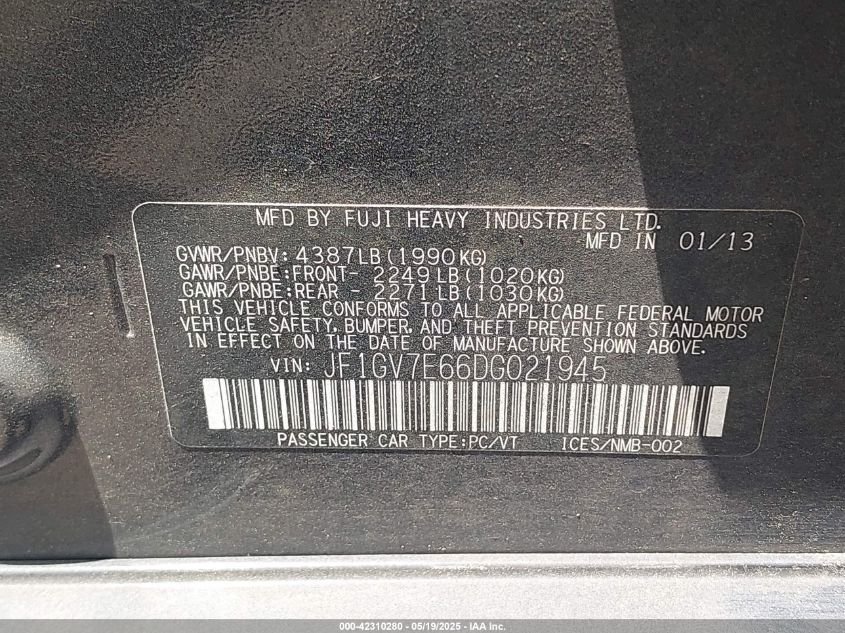 MFD BY FUJI HEAVY INDUSTRIES LTD.
MFD IN 01/13
GVWR/PNBV: 4387LB(1990KG)
GAWR/PNBE:FRONT- 2249LB(1020KG)
GAWR/PNBE:REAR - 2271LB(1030KG)
THIS VEHICLE CONFORMS TO ALL APPLICABLE FEDERAL MOTOR
VEHICLE SAFETY, BUMPER, AND THEFT PREVENTION STANDARDS
IN EFFECT ON THE DATE OF MANUFACTURE SHOWN ABOVE.
VIN: JF1GV7E66DG021945
PASSENGER CAR TYPE:PC/VT ICES/NMB-002
000-42310280 - 05/19/2025 - IAA Inc.